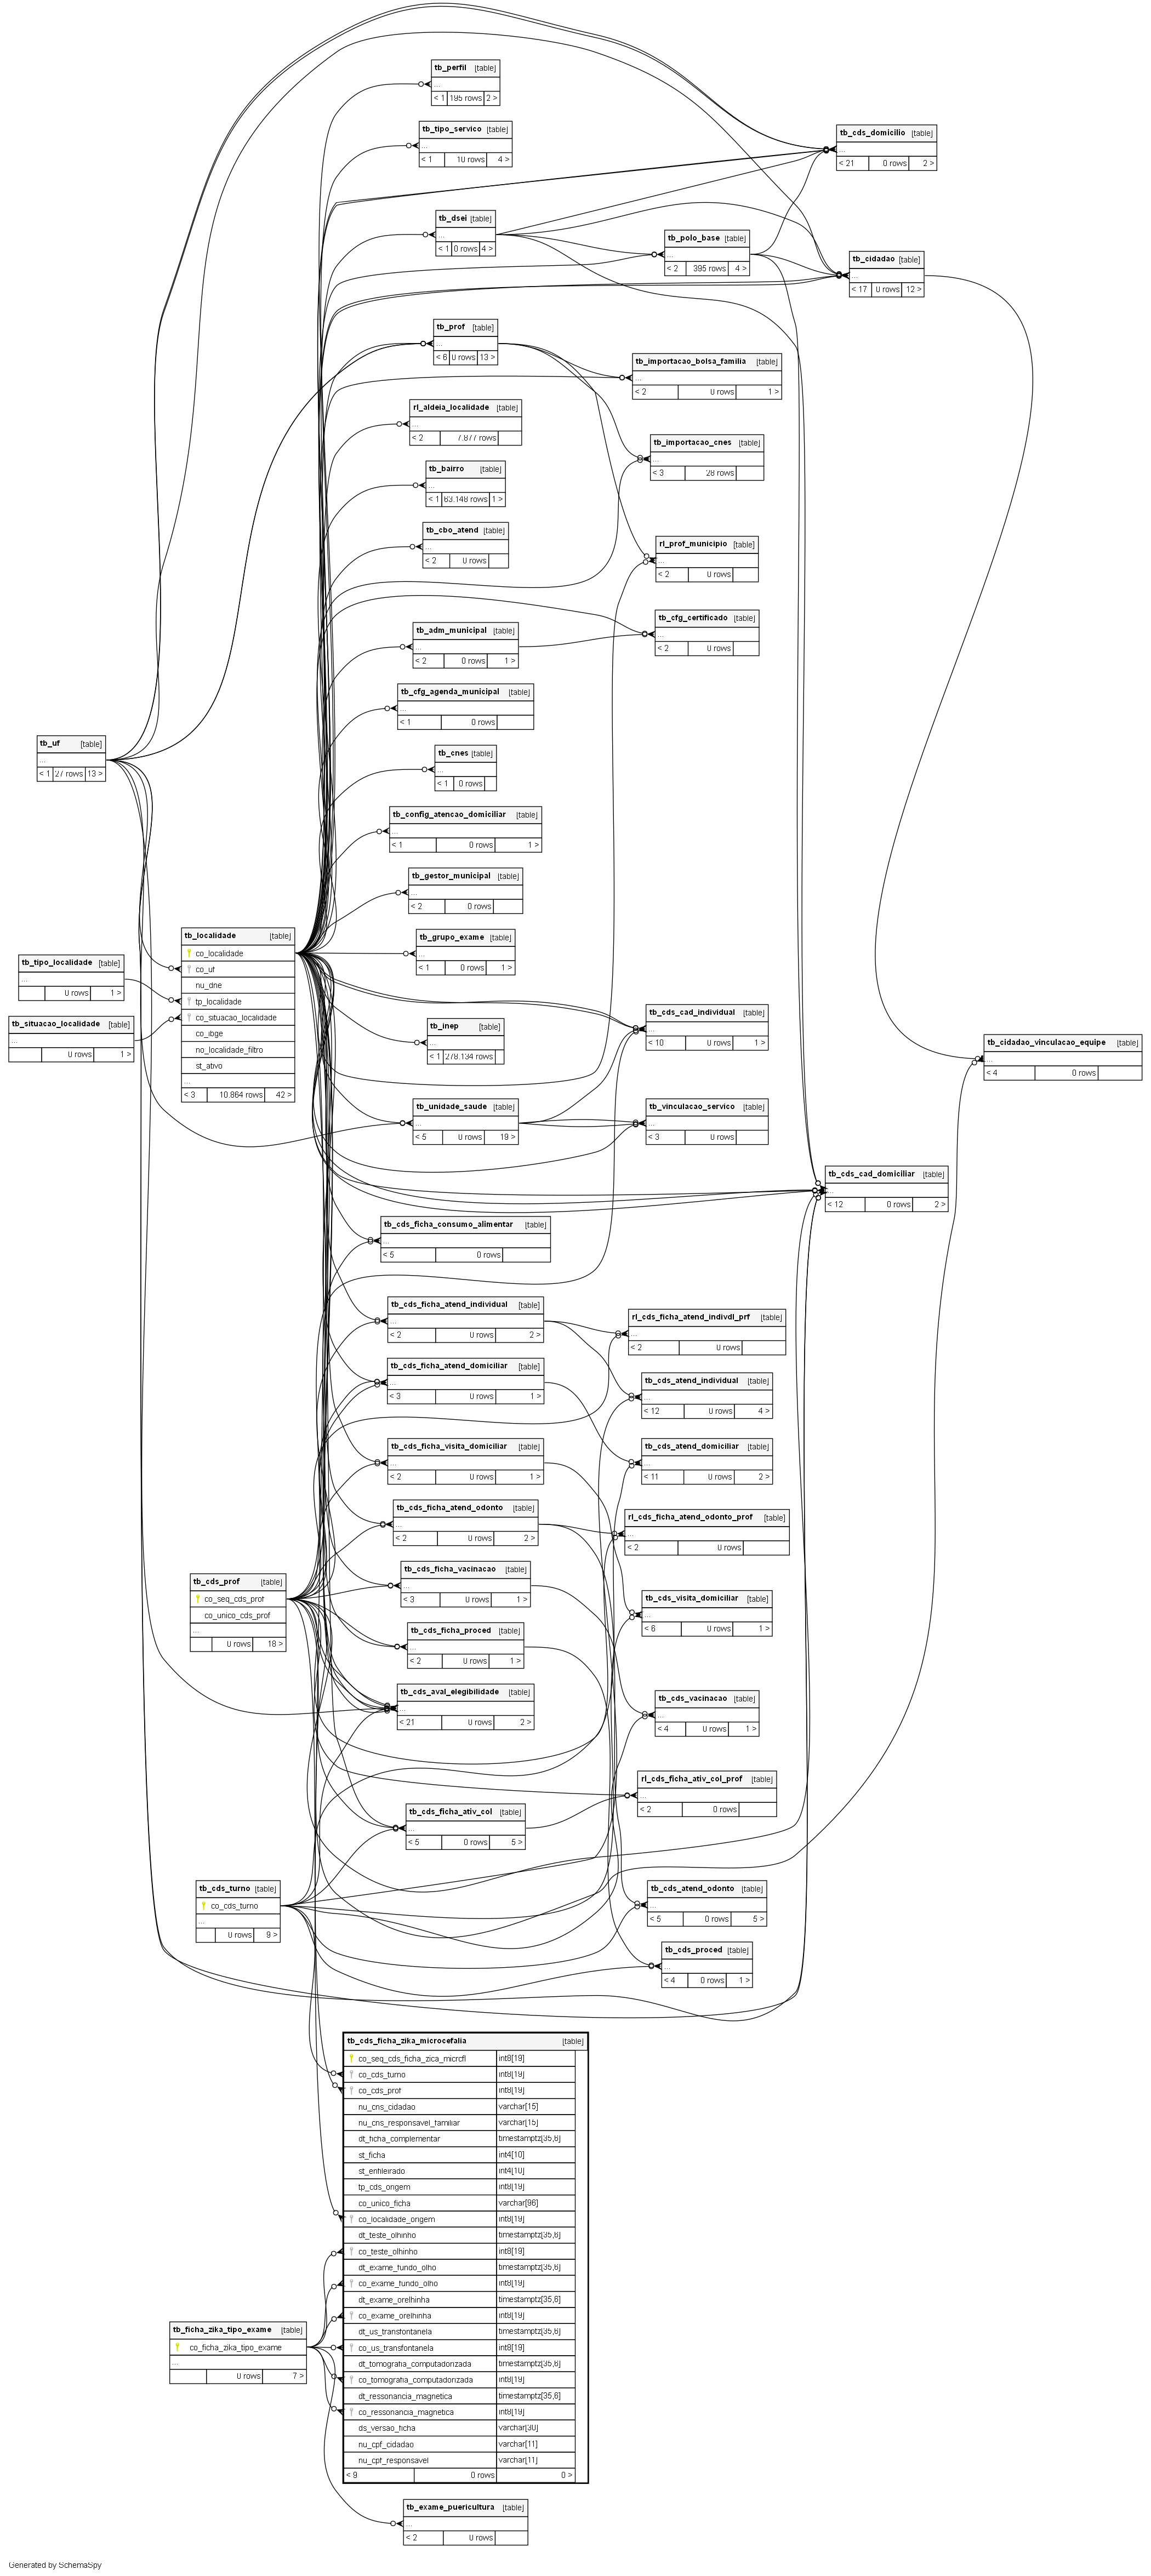 tb_perfil [table]
...
< 1 195 rows 2 >
tb_tipo_servico [table]
...
< 1 10 rows 4 >
tb_cds_domicilio [table]
...
< 21 0 rows 2 >
tb_dsei [table]
...
< 1 0 rows 4 >
tb_polo_base [table]
...
< 2 395 rows 4 >
tb_cidadao [table]
...
< 17 0 rows 12 >
tb_prof [table]
...
< 6 0 rows 13 >
tb_importacao_bolsa_familia [table]
...
< 2 0 rows 1 >
rl_aldeia_localidade [table]
...
< 2 7.877 rows
tb_importacao_cnes [table]
...
< 3 28 rows
tb_bairro [table]
...
< 1 63.148 rows 1 >
tb_cbo_atend [table]
...
< 2 0 rows
rl_prof_municipio [table]
...
< 2 0 rows
tb_cfg_certificado [table]
...
< 2 0 rows
tb_adm_municipal [table]
...
< 2 0 rows 1 >
tb_cfg_agenda_municipal [table]
...
< 1 0 rows
tb_uf [table]
...
< 1 27 rows 13 >
tb_cnes [table]
...
< 1 0 rows
tb_config_atencao_domiciliar [table]
...
< 1 0 rows 1 >
tb_gestor_municipal [table]
...
< 2 0 rows
tb_localidade [table]
co_localidade
co_uf
nu_dne
tp_localidade
co_situacao_localidade
co_ibge
no_localidade_filtro
st_ativo
...
< 3 10.864 rows 42 >
tb_tipo_localidade [table]
...
0 rows 1 >
tb_situacao_localidade [table]
...
0 rows 1 >
tb_grupo_exame [table]
...
< 1 0 rows 1 >
tb_cds_cad_individual [table]
...
< 10 0 rows 1 >
tb_inep [table]
...
< 1 278.134 rows
tb_cidadao_vinculacao_equipe [table]
...
< 4 0 rows
tb_unidade_saude [table]
...
< 5 0 rows 19 >
tb_vinculacao_servico [table]
...
< 3 0 rows
tb_cds_cad_domiciliar [table]
...
< 12 0 rows 2 >
tb_cds_ficha_consumo_alimentar [table]
...
< 5 0 rows
tb_cds_ficha_atend_individual [table]
...
< 2 0 rows 2 >
rl_cds_ficha_atend_indivdl_prf [table]
...
< 2 0 rows
tb_cds_ficha_atend_domiciliar [table]
...
< 3 0 rows 1 >
tb_cds_atend_individual [table]
...
< 12 0 rows 4 >
tb_cds_ficha_visita_domiciliar [table]
...
< 2 0 rows 1 >
tb_cds_atend_domiciliar [table]
...
< 11 0 rows 2 >
tb_cds_ficha_atend_odonto [table]
...
< 2 0 rows 2 >
rl_cds_ficha_atend_odonto_prof [table]
...
< 2 0 rows
tb_cds_ficha_vacinacao [table]
...
< 3 0 rows 1 >
tb_cds_prof [table]
co_seq_cds_prof
co_unico_cds_prof
...
0 rows 18 >
tb_cds_visita_domiciliar [table]
...
< 6 0 rows 1 >
tb_cds_ficha_proced [table]
...
< 2 0 rows 1 >
tb_cds_aval_elegibilidade [table]
...
< 21 0 rows 2 >
tb_cds_vacinacao [table]
...
< 4 0 rows 1 >
rl_cds_ficha_ativ_col_prof [table]
...
< 2 0 rows
tb_cds_ficha_ativ_col [table]
...
< 5 0 rows 5 >
tb_cds_turno [table]
co_cds_turno
...
0 rows 9 >
tb_cds_atend_odonto [table]
...
< 5 0 rows 5 >
tb_cds_proced [table]
...
< 4 0 rows 1 >
tb_cds_ficha_zika_microcefalia [table]
co_seq_cds_ficha_zica_micrcfl int8[19]
co_cds_turno int8[19]
co_cds_prof int8[19]
nu_cns_cidadao varchar[15]
nu_cns_responsavel_familiar varchar[15]
dt_ficha_complementar timestamptz[35,6]
st_ficha int4[10]
st_enfileirado int4[10]
tp_cds_origem int8[19]
co_unico_ficha varchar[96]
co_localidade_origem int8[19]
dt_teste_olhinho timestamptz[35,6]
co_teste_olhinho int8[19]
dt_exame_fundo_olho timestamptz[35,6]
co_exame_fundo_olho int8[19]
dt_exame_orelhinha timestamptz[35,6]
co_exame_orelhinha int8[19]
dt_us_transfontanela timestamptz[35,6]
co_us_transfontanela int8[19]
dt_tomografia_computadorizada timestamptz[35,6]
co_tomografia_computadorizada int8[19]
dt_ressonancia_magnetica timestamptz[35,6]
co_ressonancia_magnetica int8[19]
ds_versao_ficha varchar[30]
nu_cpf_cidadao varchar[11]
nu_cpf_responsavel varchar[11]
< 9 0 rows 0 >
tb_ficha_zika_tipo_exame [table]
co_ficha_zika_tipo_exame
...
0 rows 7 >
tb_exame_puericultura [table]
...
< 2 0 rows
Generated by SchemaSpy